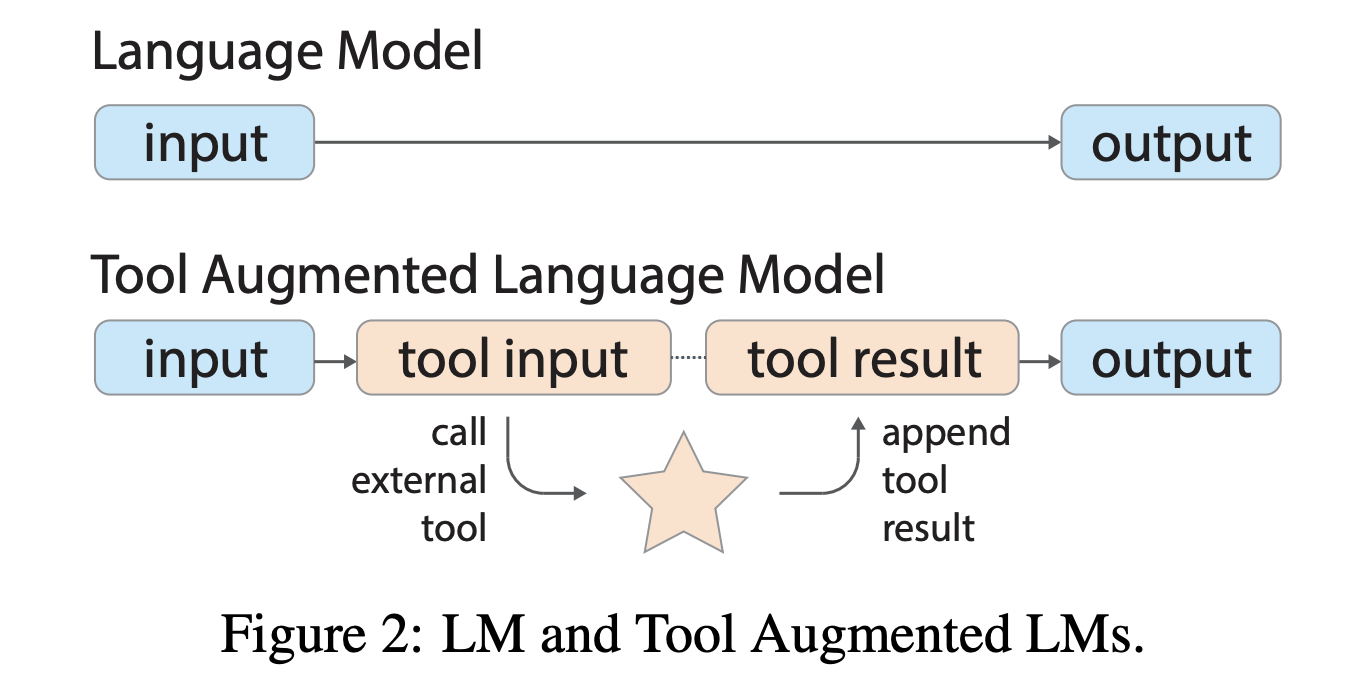 Language Model
input
output
Tool Augmented Language Model
input
tool input
tool result
output
call
external
tool
append
tool
result
Figure 2: LM and Tool Augmented LMs.